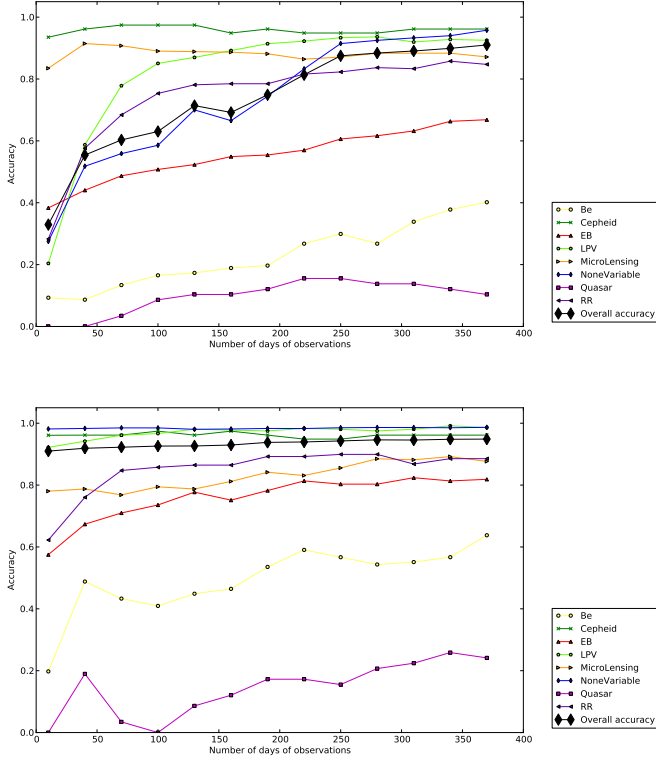 1.0
0.8
0.6
0.4
0.2
0.0
Accuracy
0 50 100 150 200 250 300 350 400
Number of days of observations
Be
Cepheid
EB
LPV
MicroLensing
NoneVariable
Quasar
RR
Overall accuracy
1.0
0.8
0.6
0.4
0.2
0.0
Accuracy
0 50 100 150 200 250 300 350 400
Number of days of observations
Be
Cepheid
EB
LPV
MicroLensing
NoneVariable
Quasar
RR
Overall accuracy